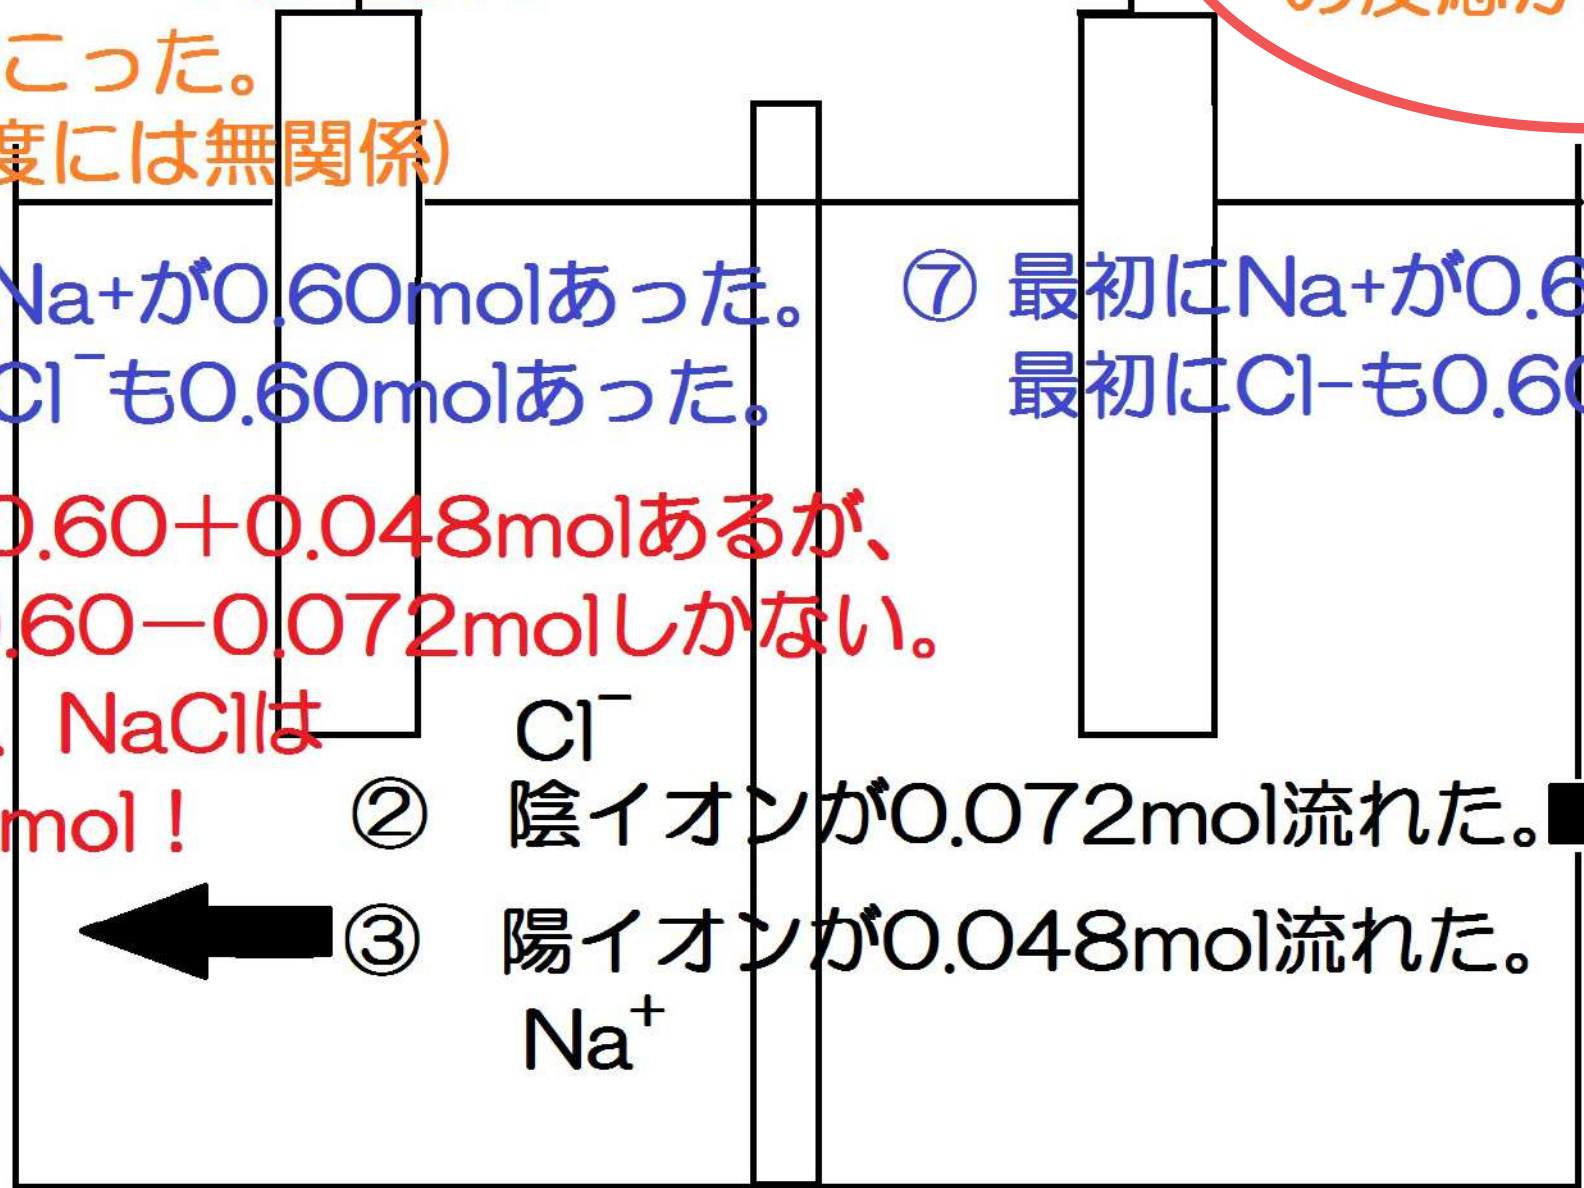 の反応が
こった。
度には無関係)
Na+が0.60molあった。
⑦ 最初にNa+が0.6
Cl⁻も0.60molあった。
最初にCl-も0.60
0.60+0.048molあるが、
.60-0.072molしかない。
NaClは
mol!
Cl⁻
② 陰イオンが0.072mol流れた。
③ 陽イオンが0.048mol流れた。
Na⁺